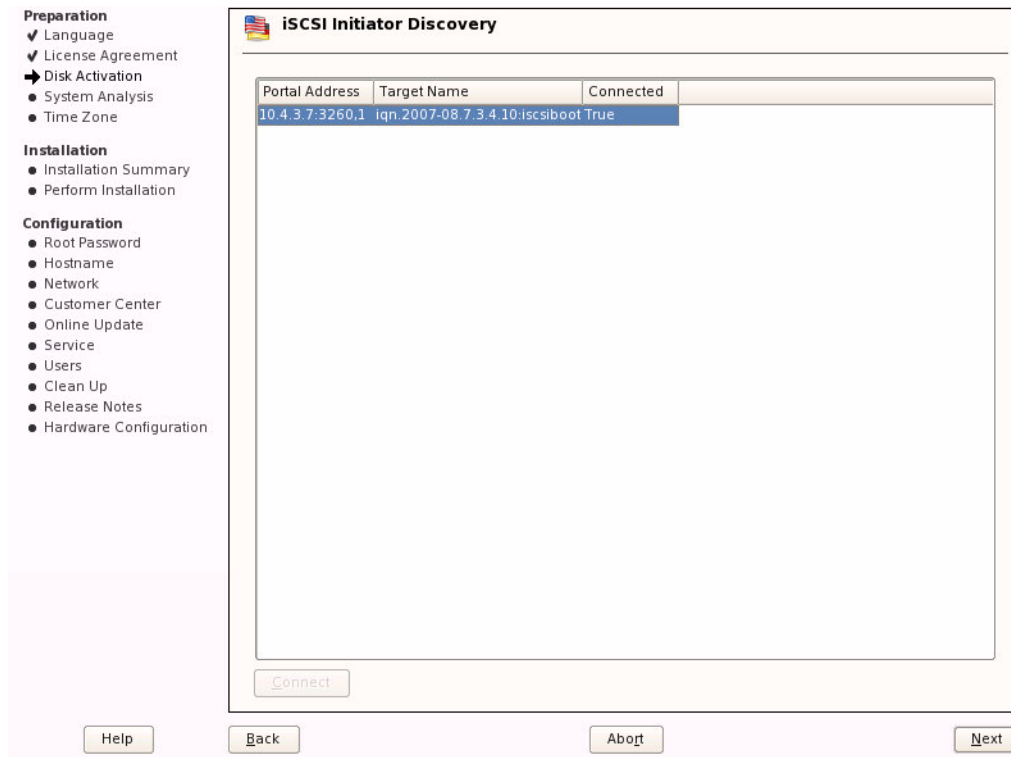 Preparation
Language
License Agreement
Disk Activation
System Analysis
Time Zone
Installation
Installation Summary
Perform Installation
Configuration
Root Password
Hostname
Network
Customer Center
Online Update
Service
Users
Clean Up
Release Notes
Hardware Configuration
iSCSI Initiator Discovery
Portal Address Target Name Connected
10.4.3.7:3260,1 iqn.2007-08.7.3.4.10:iscsiboot True
Connect
Help Back Abort Next